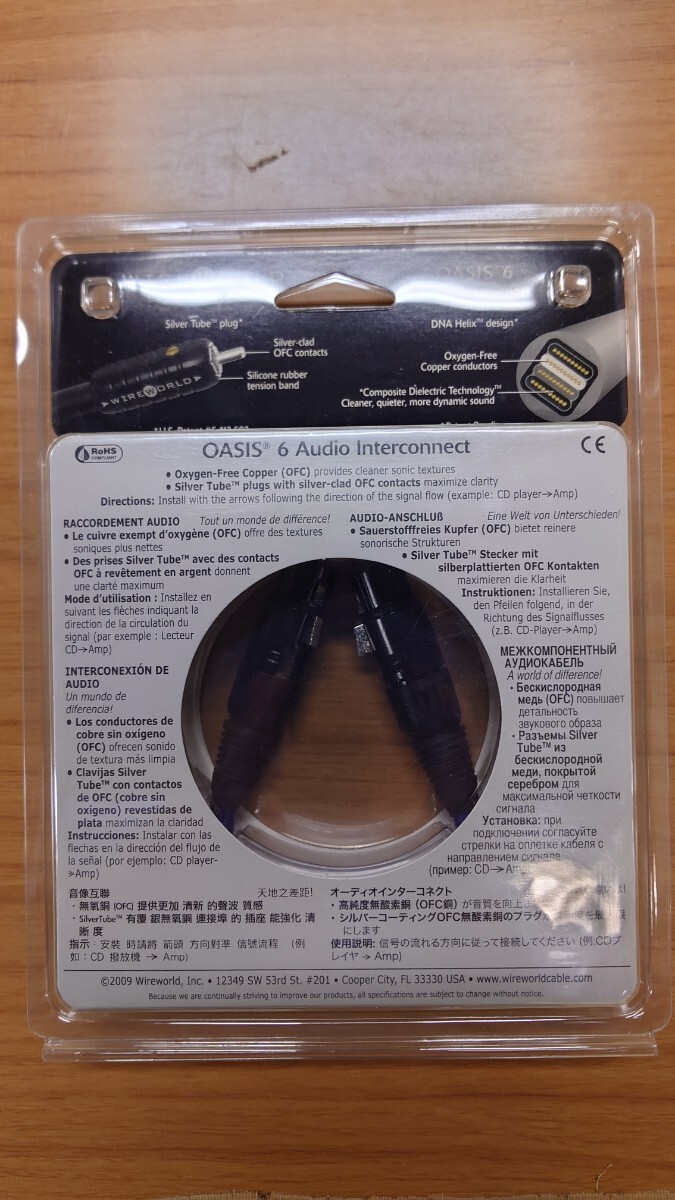 WIREWORLD
OASIS 6
Silver Tube™ plug*
Silver-clad
OFC contacts
Silicone rubber
tension band
WIREWORLD
DNA Helix™ design*
Oxygen-Free
Copper conductors
*Composite Dielectric Technology™
Cleaner, quieter, more dynamic sound
RoHS
COMPLIANT
OASIS® 6 Audio Interconnect
CE
• Oxygen-Free Copper (OFC) provides cleaner sonic textures
• Silver Tube™ plugs with silver-clad OFC contacts maximize clarity
Directions: Install with the arrows following the direction of the signal flow (example: CD player→Amp)
RACCORDEMENT AUDIO Tout un monde de différence!
• Le cuivre exempt d'oxygène (OFC) offre des textures
soniques plus nettes
• Des prises Silver Tube™ avec des contacts
OFC à revêtement en argent donnent
une clarté maximum
Mode d'utilisation : Installez en
suivant les flèches indiquant la
direction de la circulation du
signal (par exemple : Lecteur
CD→Amp)
AUDIO-ANSCHLUß Eine Welt von Unterschieden!
• Sauerstofffreies Kupfer (OFC) bietet reinere
sonorische Strukturen
• Silver Tube™ Stecker mit
silberplattierten OFC Kontakten
maximieren die Klarheit
Instruktionen: Installieren Sie,
den Pfeilen folgend, in der
Richtung des Signalflusses
(z.B. CD-Player→Amp)
INTERCONEXIÓN DE
AUDIO
Un mundo de
diferencia!
• Los conductores de
cobre sin oxígeno
(OFC) ofrecen sonido
de textura más limpia
• Clavijas Silver
Tube™ con contactos
de OFC (cobre sin
oxígeno) revestidas de
plata maximizan la claridad
Instrucciones: Instalar con las
flechas en la dirección del flujo de
la señal (por ejemplo: CD player-
>Amp)
МЕЖКОМПОНЕНТНЫЙ
АУДИОКАБЕЛЬ
A world of difference!
• Бескислородная
медь (OFC) повышает
детальность
звукового образа
• Разъемы Silver
Tube™ из
бескислородной
меди, покрытой
серебром для
максимальной четкости
сигнала
Установка: при
подключении согласуйте
стрелки на оплетке кабеля с
направлением сигнала
(пример: CD→Amp)
音像互聯 天地之差距!
• 無氧銅 (OFC) 提供更加 清新 的聲波 質感
• SilverTube™ 有覆 銀無氧銅 連接埠 的 插座 能強化 清
晰 度
指示：安裝 時請將 箭頭 方向對準 信號流程 (例
如：CD 撥放機 → Amp)
オーディオインターコネクト
• 高純度無酸素銅（OFC銅）が音質を向上
• シルバーコーティングOFC無酸素銅のプラグが
にします
使用説明: 信号の流れる方向に従って接続してください (例:CDプ
レイヤ → Amp)
©2009 Wireworld, Inc. • 12349 SW 53rd St. #201 • Cooper City, FL 33330 USA • www.wireworldcable.com
Because we are continually striving to improve our products, all specifications are subject to change without notice.